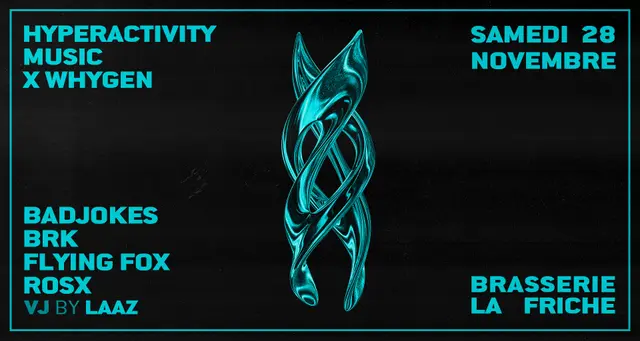 HYPERACTIVITY
MUSIC
X WHYGEN
SAMEDI 28
NOVEMBRE
BADJOKES
BRK
FLYING FOX
ROSX
VJ BY LAAZ
BRASSERIE
LA FRICHE